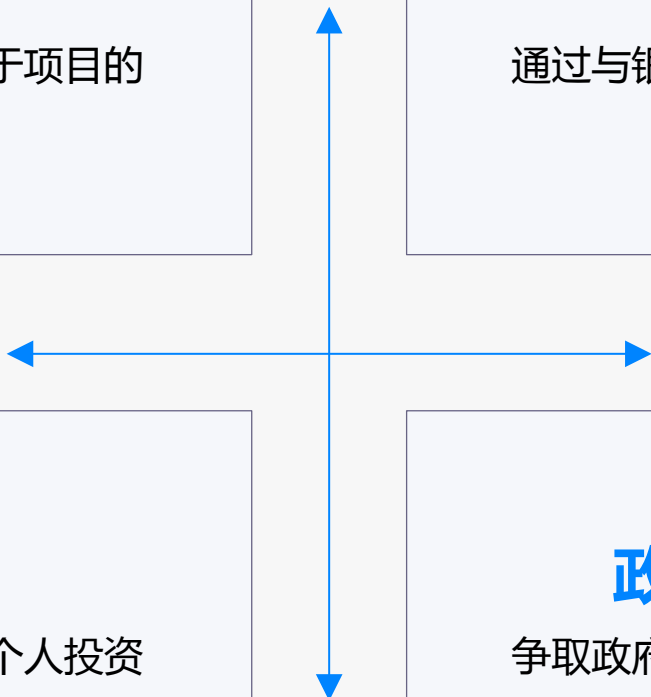 于项目的
通过与银
政
个人投资
争取政府